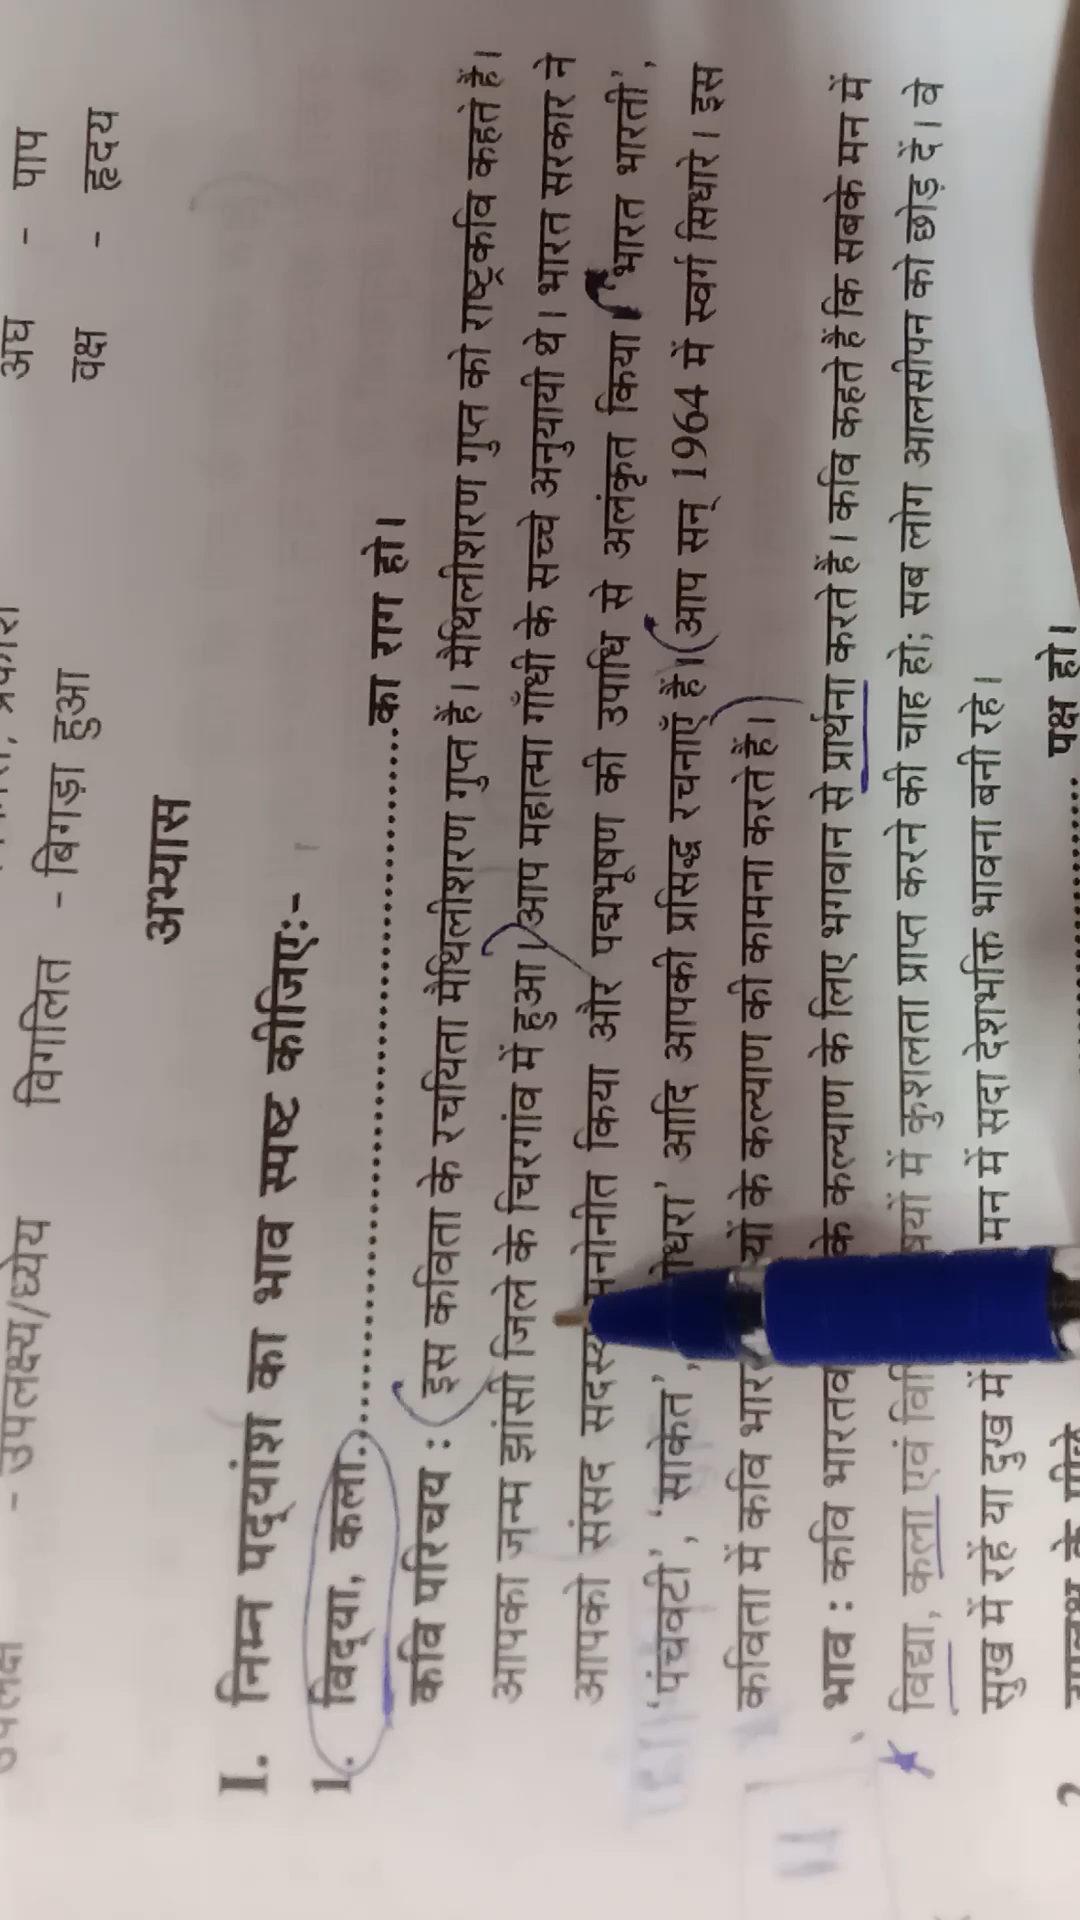 उपलक्ष - उपलक्ष्य/ध्येय अघ - पाप
विगलित - बिगड़ा हुआ वक्ष - हृदय
अभ्यास
I. निम्न पद्यांश का भाव स्पष्ट कीजिएः-
1. विद्या, कला..........................................का राग हो।
कवि परिचय : इस कविता के रचयिता मैथिलीशरण गुप्त हैं। मैथिलीशरण गुप्त को राष्ट्रकवि कहते हैं।
आपका जन्म झांसी जिले के चिरगांव में हुआ। आप महात्मा गाँधी के सच्चे अनुयायी थे। भारत सरकार ने
आपको संसद सदस्य मनोनीत किया और पद्मभूषण की उपाधि से अलंकृत किया। 'भारत भारती',
'पंचवटी', 'साकेत', आदि आपकी प्रसिद्ध रचनाएँ हैं। आप सन् 1964 में स्वर्ग सिधारे। इस
कविता में कवि के कल्याण की कामना करते हैं।
भाव : कवि के कल्याण के लिए भगवान से प्रार्थना करते हैं। कवि कहते हैं कि सबके मन में
विद्या, कला एवं में कुशलता प्राप्त करने की चाह हो; सब लोग आलसीपन को छोड़ दें। वे
सुख में रहें या दुख में मन में सदा देशभक्ति भावना बनी रहे।
2 पक्ष हो।